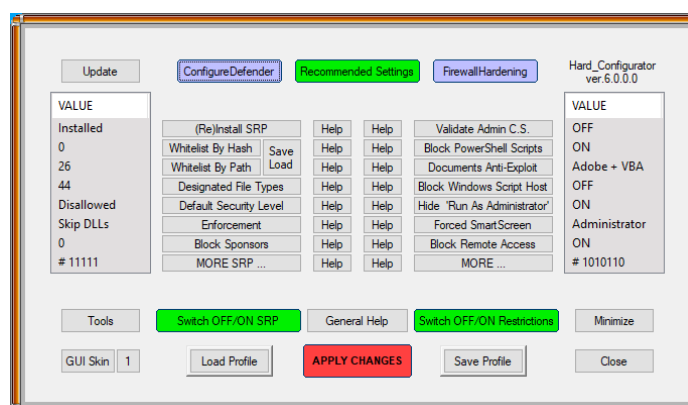 Update ConfigureDefender Recommended Settings FirewallHardening Hard_Configurator
ver.6.0.0.0
VALUE VALUE
Installed (Re)Install SRP Help Help Validate Admin C.S. OFF
0 Whitelist By Hash Save Help Help Block PowerShell Scripts ON
26 Whitelist By Path Load Help Help Documents Anti-Exploit Adobe + VBA
44 Designated File Types Help Help Block Windows Script Host OFF
Disallowed Default Security Level Help Help Hide 'Run As Administrator' ON
Skip DLLs Enforcement Help Help Forced SmartScreen Administrator
0 Block Sponsors Help Help Block Remote Access ON
# 11111 MORE SRP ... Help Help MORE ... # 1010110
Tools Switch OFF/ON SRP General Help Switch OFF/ON Restrictions Minimize
GUI Skin 1 Load Profile APPLY CHANGES Save Profile Close